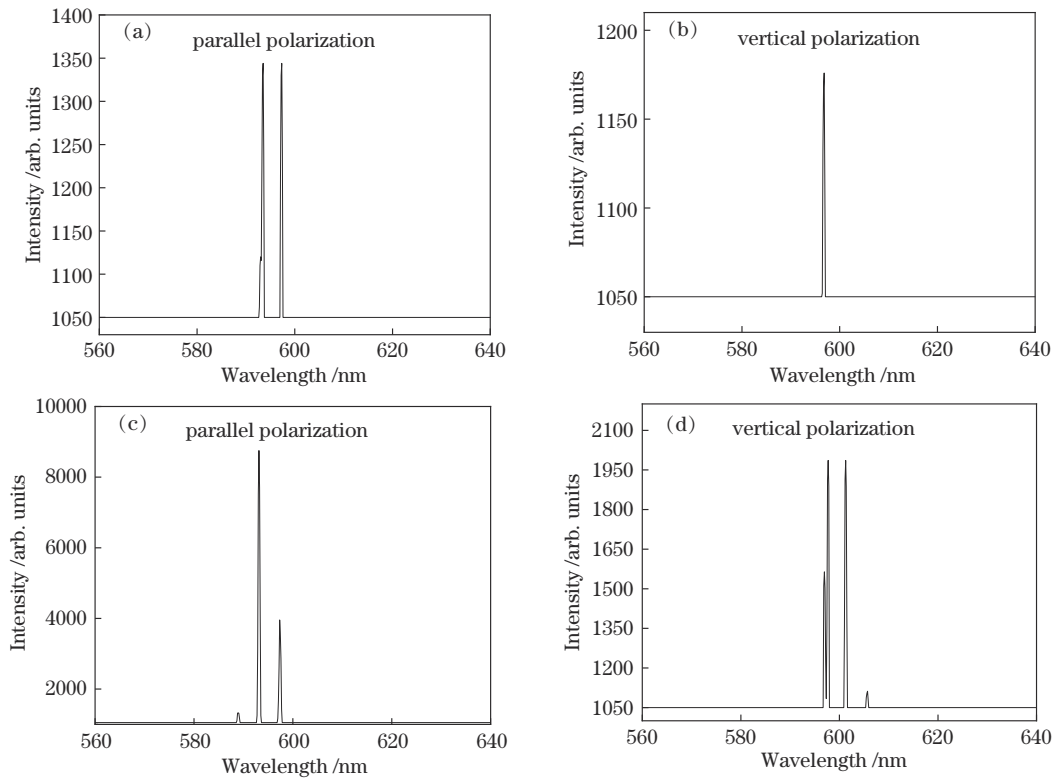 (a)
parallel polarization
1400
1350
1300
1250
1200
1150
1100
1050
560 580 600 620 640
Wavelength /nm
Intensity /arb. units
(b)
vertical polarization
1200
1150
1100
1050
560 580 600 620 640
Wavelength /nm
Intensity /arb. units
(c)
parallel polarization
10000
8000
6000
4000
2000
560 580 600 620 640
Wavelength /nm
Intensity /arb. units
(d)
vertical polarization
2100
1950
1800
1650
1500
1350
1200
1050
560 580 600 620 640
Wavelength /nm
Intensity /arb. units